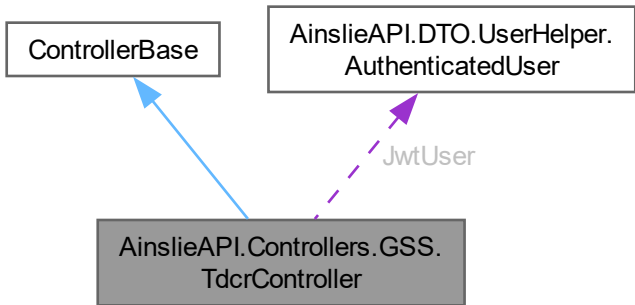 ControllerBase
AinslieAPI.DTO.UserHelper.
AuthenticatedUser
JwtUser
AinslieAPI.Controllers.GSS.
TdcrController